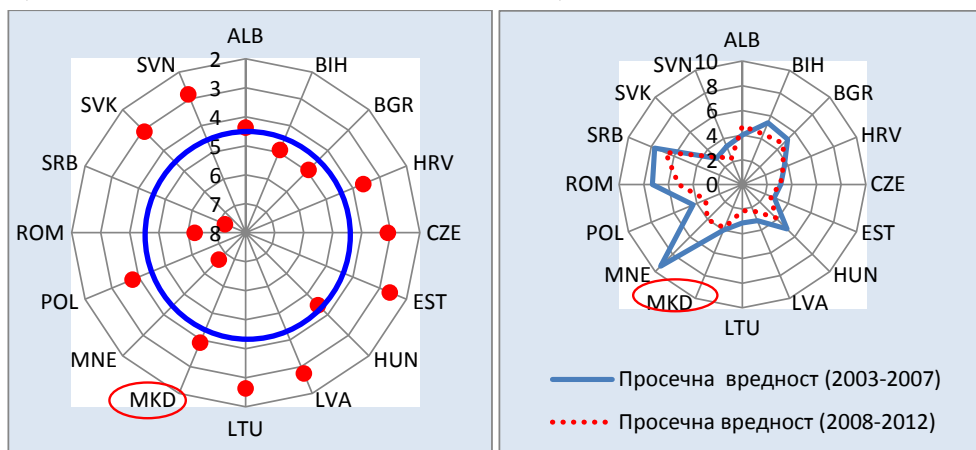 ALB
BIH
BGR
HRV
CZE
EST
HUN
LVA
LTU
MKD
MNE
POL
ROM
SRB
SVK
SVN
2
3
4
5
6
7
8
ALB
BIH
BGR
HRV
CZE
EST
HUN
LVA
LTU
MKD
MNE
POL
ROM
SRB
SVK
SVN
10
8
6
4
2
0
Просечна вредност (2003-2007)
Просечна вредност (2008-2012)